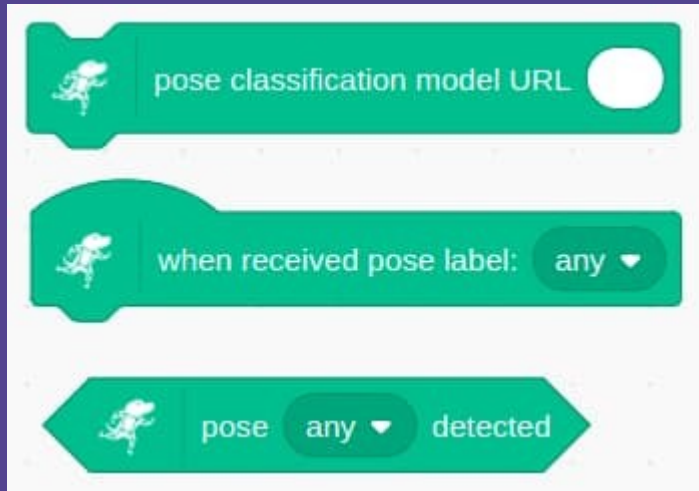 pose classification model URL
when received pose label: any
pose any detected